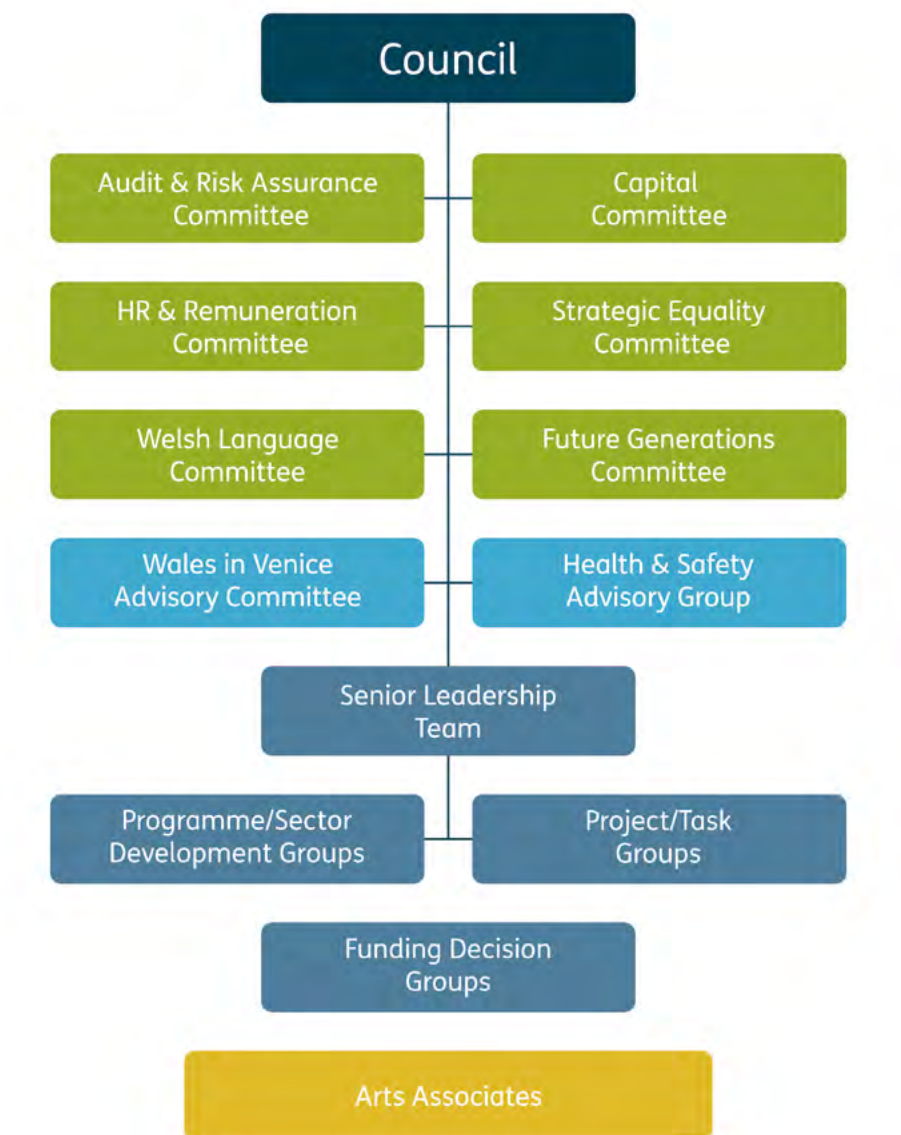 Council
Audit & Risk Assurance
Committee
Capital
Committee
HR & Remuneration
Committee
Strategic Equality
Committee
Welsh Language
Committee
Future Generations
Committee
Wales in Venice
Advisory Committee
Health & Safety
Advisory Group
Senior Leadership
Team
Programme/Sector
Development Groups
Project/Task
Groups
Funding Decision
Groups
Arts Associates